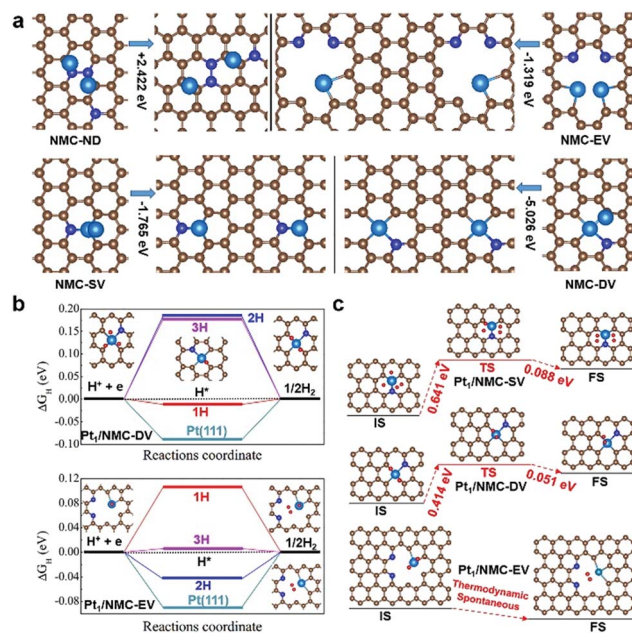 a
+2.422 eV
-1.319 eV
NMC-ND
NMC-EV
-1.765 eV
-5.026 eV
NMC-SV
NMC-DV
b
0.20
0.15
0.10
0.05
0.00
-0.05
-0.10
ΔG_H (eV)
2H
3H
H⁺ + e
H*
1/2H₂
1H
Pt(111)
Pt₁/NMC-DV
Reactions coordinate
0.12
0.08
0.04
0.00
-0.04
-0.08
ΔG_H (eV)
1H
H⁺ + e
3H
1/2H₂
H*
2H
Pt(111)
Pt₁/NMC-EV
Reactions coordinate
c
IS
0.641 eV
TS
Pt₁/NMC-SV
0.088 eV
FS
IS
0.414 eV
TS
Pt₁/NMC-DV
0.051 eV
FS
Pt₁/NMC-EV
Thermodynamic
Spontaneous
IS
FS